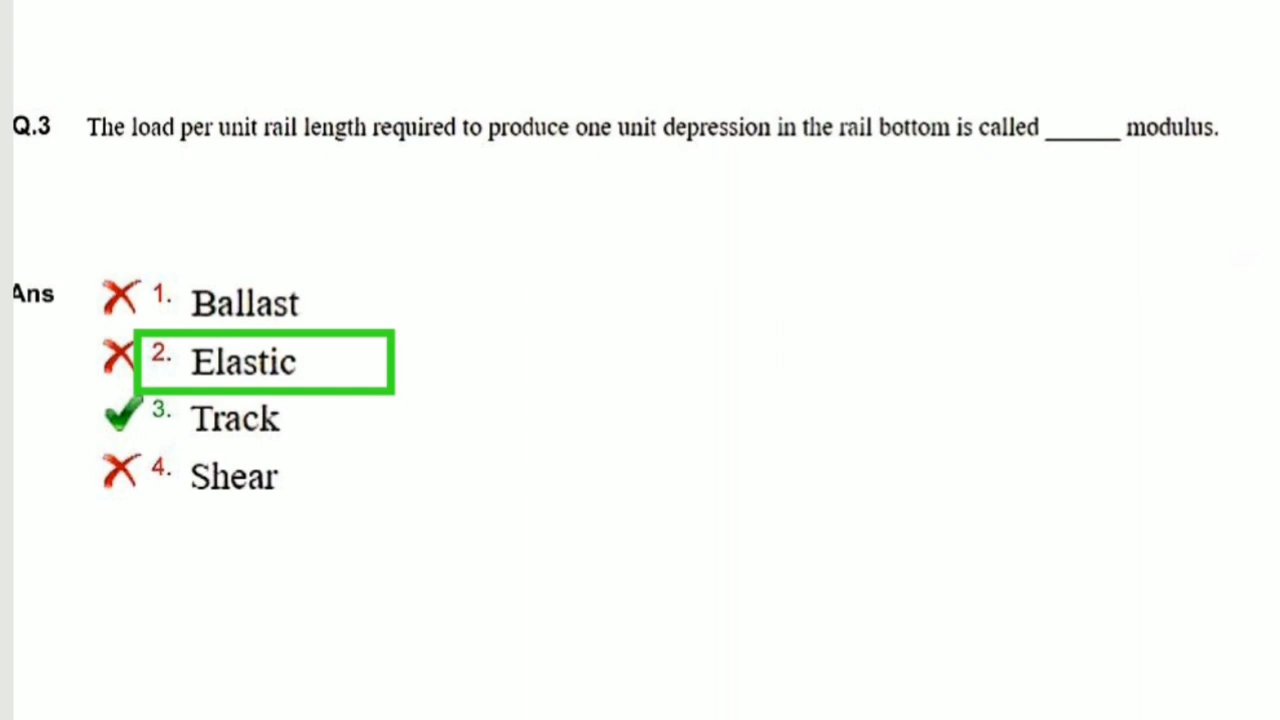 Q.3 The load per unit rail length required to produce one unit depression in the rail bottom is called ______ modulus.
Ans 1. Ballast
2. Elastic
3. Track
4. Shear